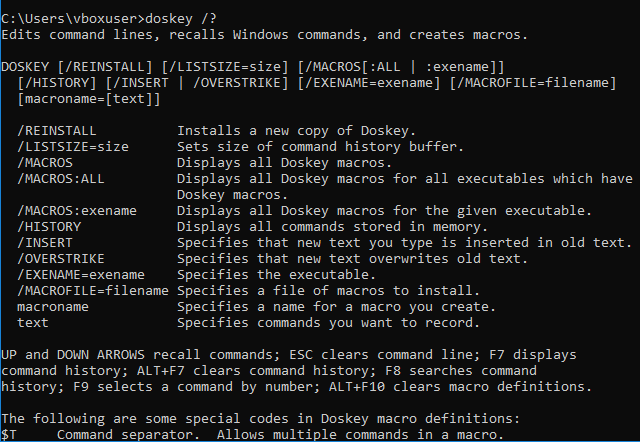 C:\Users\vboxuser>doskey /?
Edits command lines, recalls Windows commands, and creates macros.

DOSKEY [/REINSTALL] [/LISTSIZE=size] [/MACROS[:ALL | :exename]]
  [/HISTORY] [/INSERT | /OVERSTRIKE] [/EXENAME=exename] [/MACROFILE=filename]
  [macroname=[text]]

  /REINSTALL          Installs a new copy of Doskey.
  /LISTSIZE=size      Sets size of command history buffer.
  /MACROS             Displays all Doskey macros.
  /MACROS:ALL         Displays all Doskey macros for all executables which have
                      Doskey macros.
  /MACROS:exename     Displays all Doskey macros for the given executable.
  /HISTORY            Displays all commands stored in memory.
  /INSERT             Specifies that new text you type is inserted in old text.
  /OVERSTRIKE         Specifies that new text overwrites old text.
  /EXENAME=exename    Specifies the executable.
  /MACROFILE=filename Specifies a file of macros to install.
  macroname           Specifies a name for a macro you create.
  text                Specifies commands you want to record.

UP and DOWN ARROWS recall commands; ESC clears command line; F7 displays
command history; ALT+F7 clears command history; F8 searches command
history; F9 selects a command by number; ALT+F10 clears macro definitions.

The following are some special codes in Doskey macro definitions:
$T     Command separator.  Allows multiple commands in a macro.